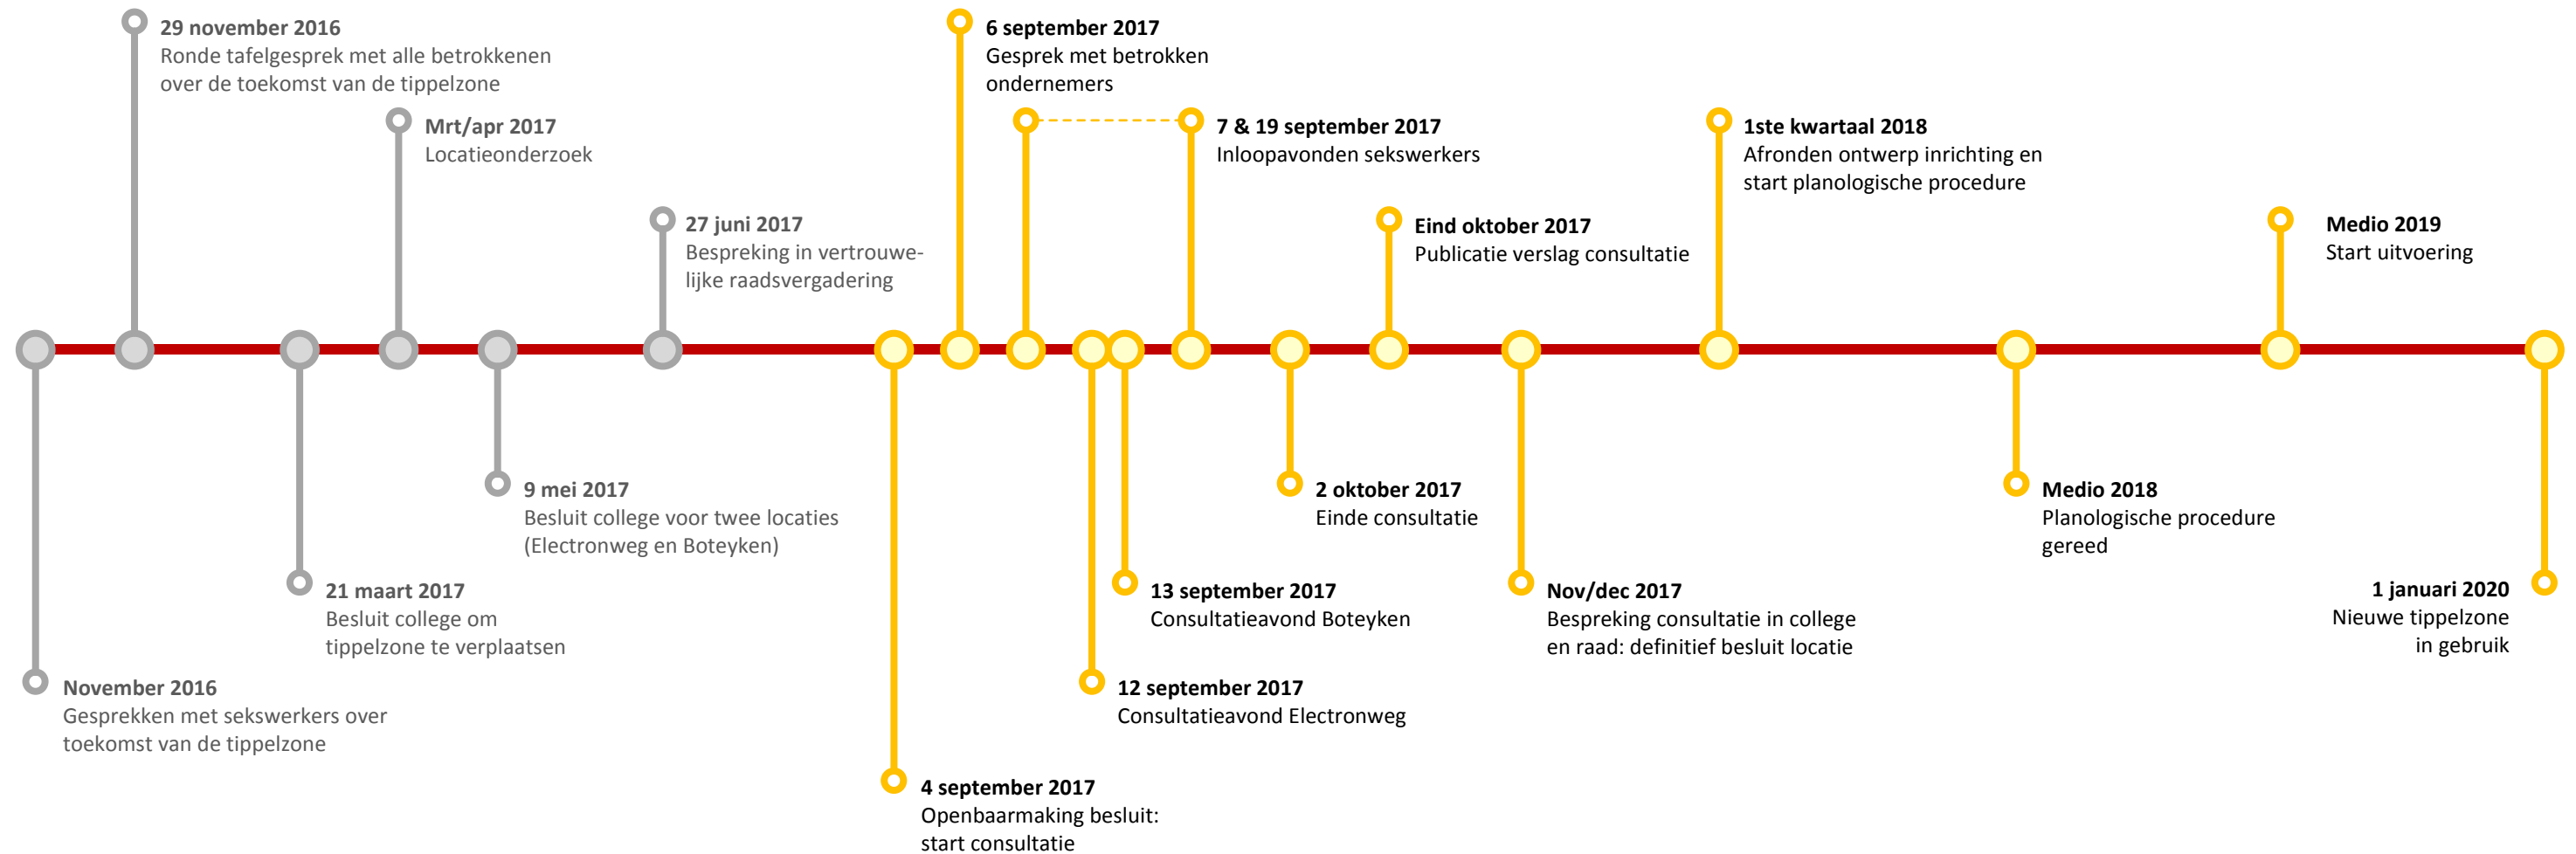 29 november 2016
Ronde tafelgesprek met alle betrokkenen
over de toekomst van de tippelzone
Mrt/apr 2017
Locatieonderzoek
27 juni 2017
Bespreking in vertrouwe-
lijke raadsvergadering
6 september 2017
Gesprek met betrokken
ondernemers
7 & 19 september 2017
Inloopavonden sekswerkers
Eind oktober 2017
Publicatie verslag consultatie
1ste kwartaal 2018
Afronden ontwerp inrichting en
start planologische procedure
Medio 2019
Start uitvoering
November 2016
Gesprekken met sekswerkers over
toekomst van de tippelzone
21 maart 2017
Besluit college om
tippelzone te verplaatsen
9 mei 2017
Besluit college voor twee locaties
(Electronweg en Boteyken)
4 september 2017
Openbaarmaking besluit:
start consultatie
12 september 2017
Consultatieavond Electronweg
13 september 2017
Consultatieavond Boteyken
2 oktober 2017
Einde consultatie
Nov/dec 2017
Bespreking consultatie in college
en raad: definitief besluit locatie
Medio 2018
Planologische procedure
gereed
1 januari 2020
Nieuwe tippelzone
in gebruik